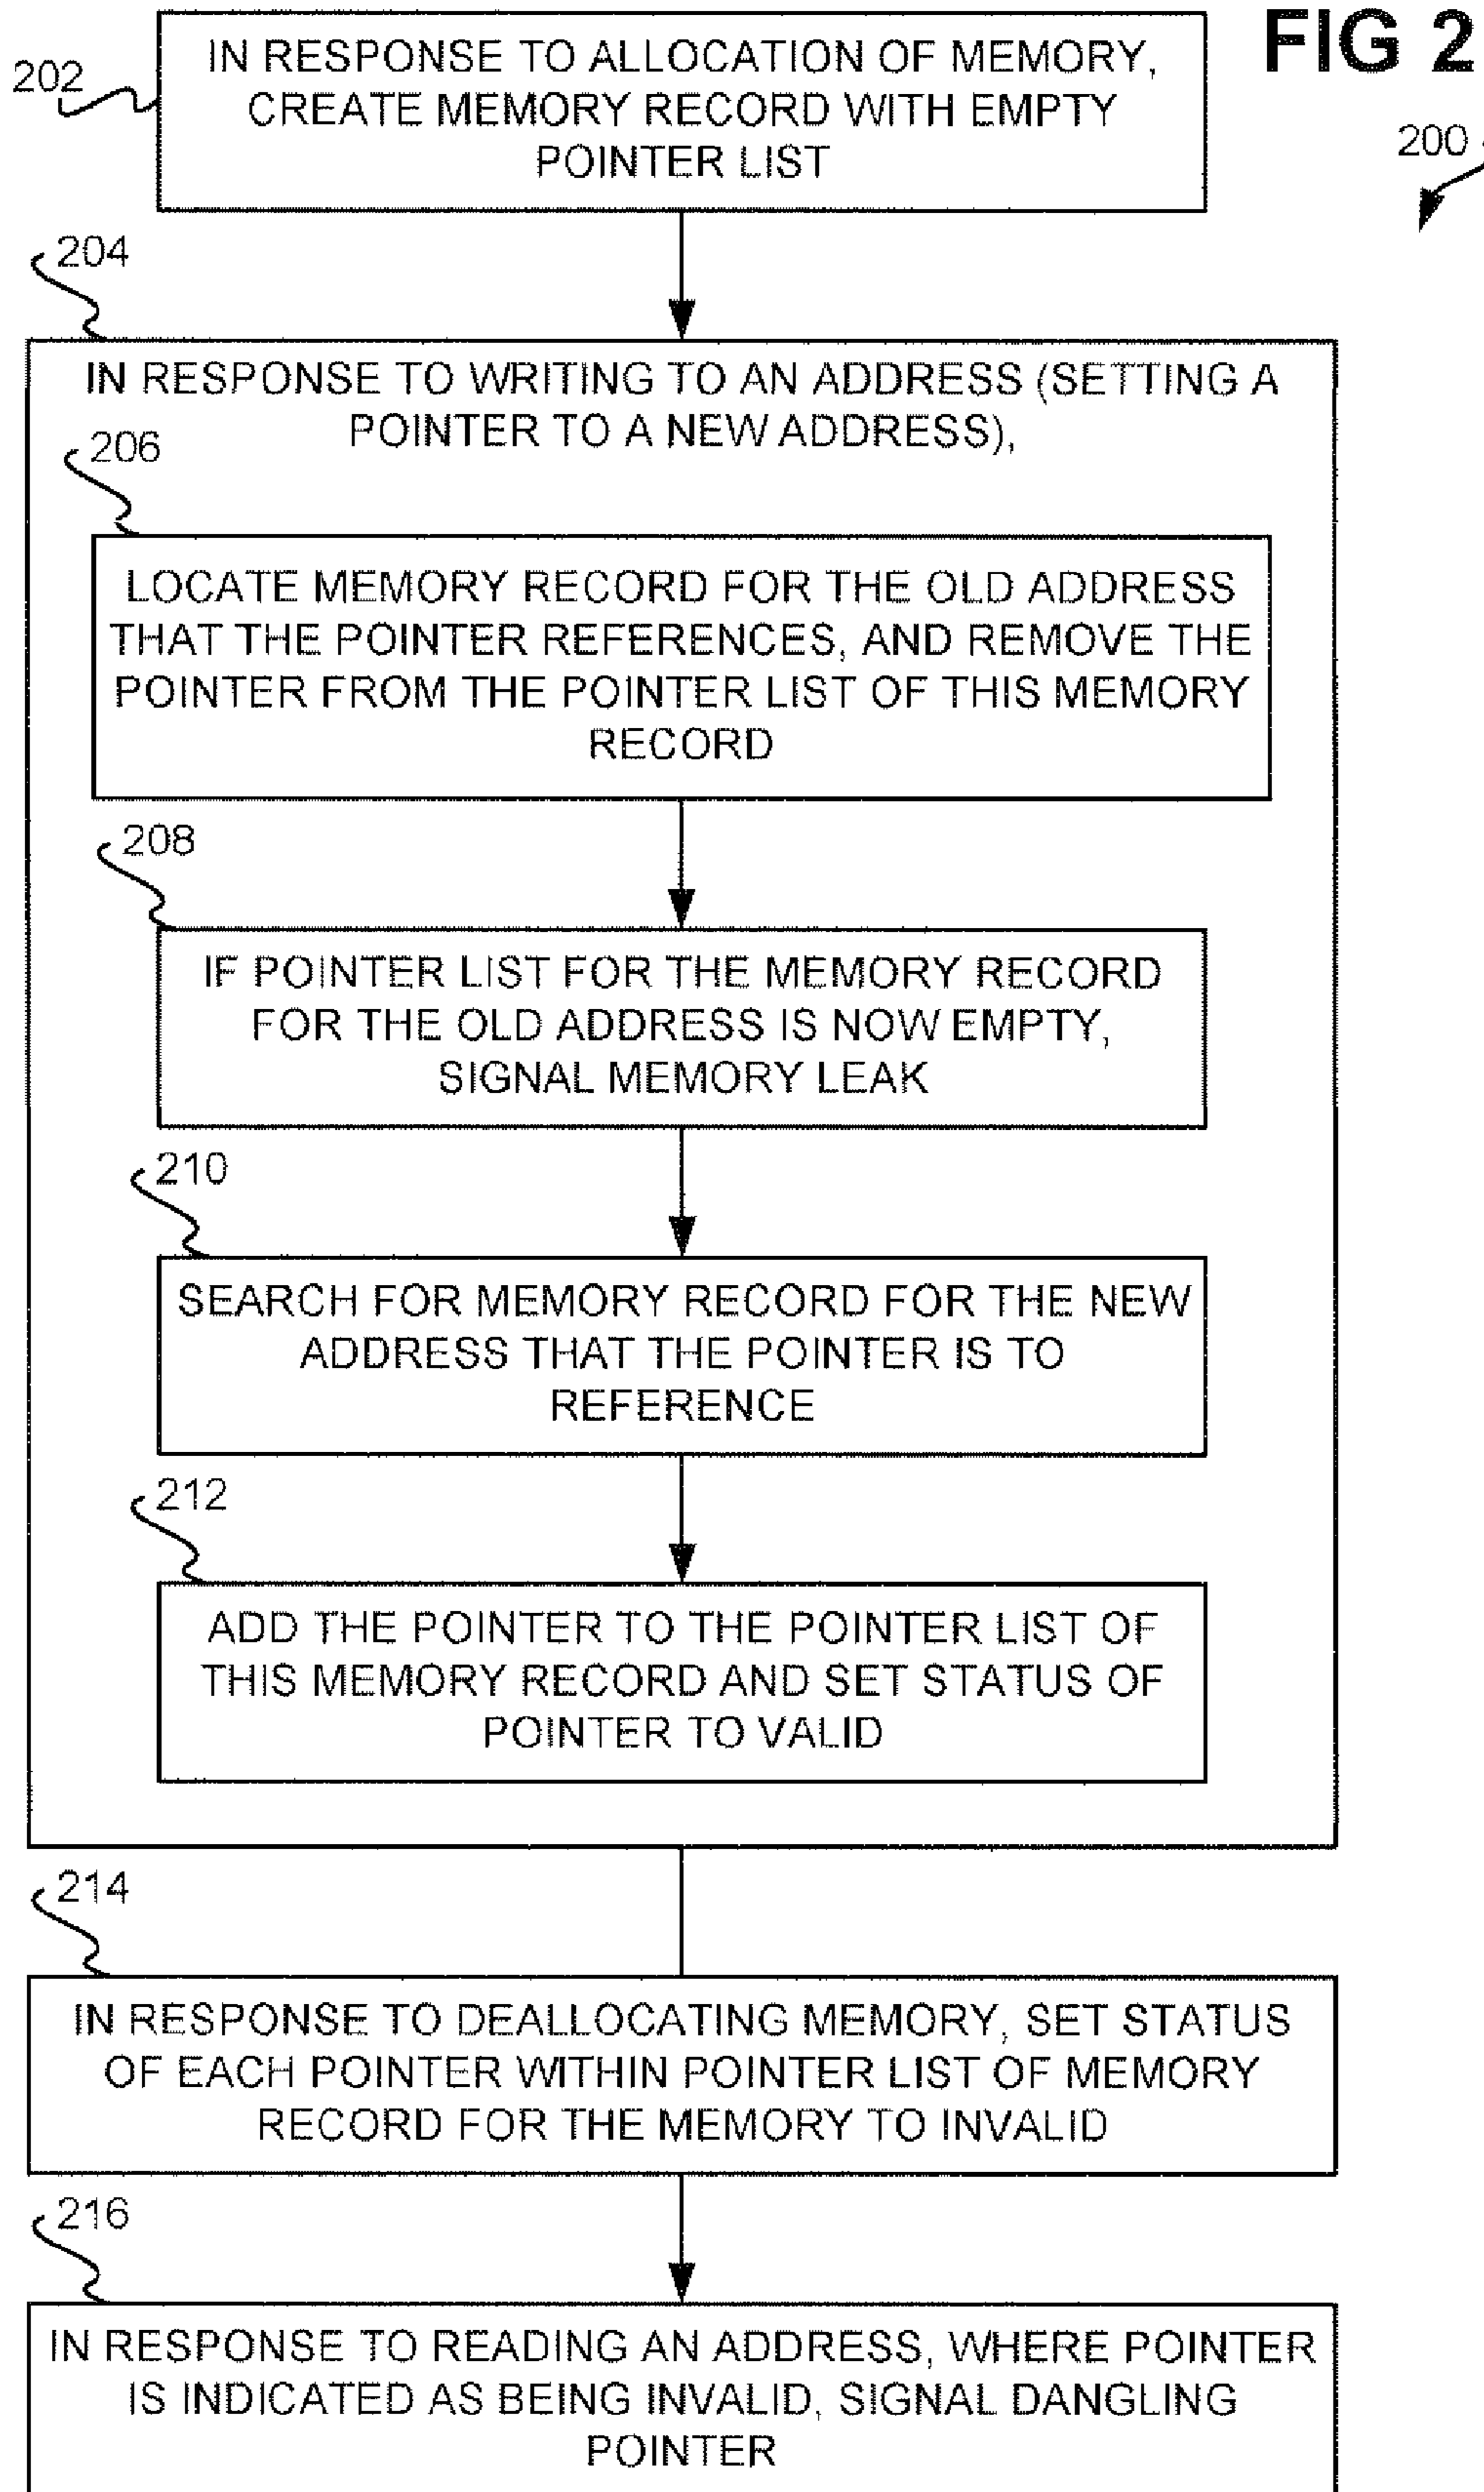 FIG 2
200
202
IN RESPONSE TO ALLOCATION OF MEMORY,
CREATE MEMORY RECORD WITH EMPTY
POINTER LIST
204
IN RESPONSE TO WRITING TO AN ADDRESS (SETTING A
POINTER TO A NEW ADDRESS),
206
LOCATE MEMORY RECORD FOR THE OLD ADDRESS
THAT THE POINTER REFERENCES, AND REMOVE THE
POINTER FROM THE POINTER LIST OF THIS MEMORY
RECORD
208
IF POINTER LIST FOR THE MEMORY RECORD
FOR THE OLD ADDRESS IS NOW EMPTY,
SIGNAL MEMORY LEAK
210
SEARCH FOR MEMORY RECORD FOR THE NEW
ADDRESS THAT THE POINTER IS TO
REFERENCE
212
ADD THE POINTER TO THE POINTER LIST OF
THIS MEMORY RECORD AND SET STATUS OF
POINTER TO VALID
214
IN RESPONSE TO DEALLOCATING MEMORY, SET STATUS
OF EACH POINTER WITHIN POINTER LIST OF MEMORY
RECORD FOR THE MEMORY TO INVALID
216
IN RESPONSE TO READING AN ADDRESS, WHERE POINTER
IS INDICATED AS BEING INVALID, SIGNAL DANGLING
POINTER